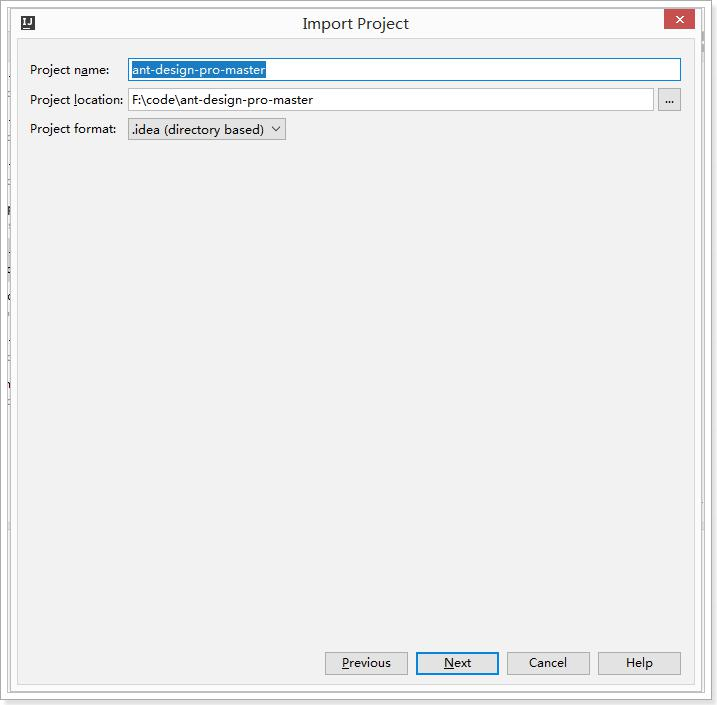 IJ
Import Project
Project name: ant-design-pro-master
Project location: F:\code\ant-design-pro-master ...
Project format: .idea (directory based)
Previous Next Cancel Help